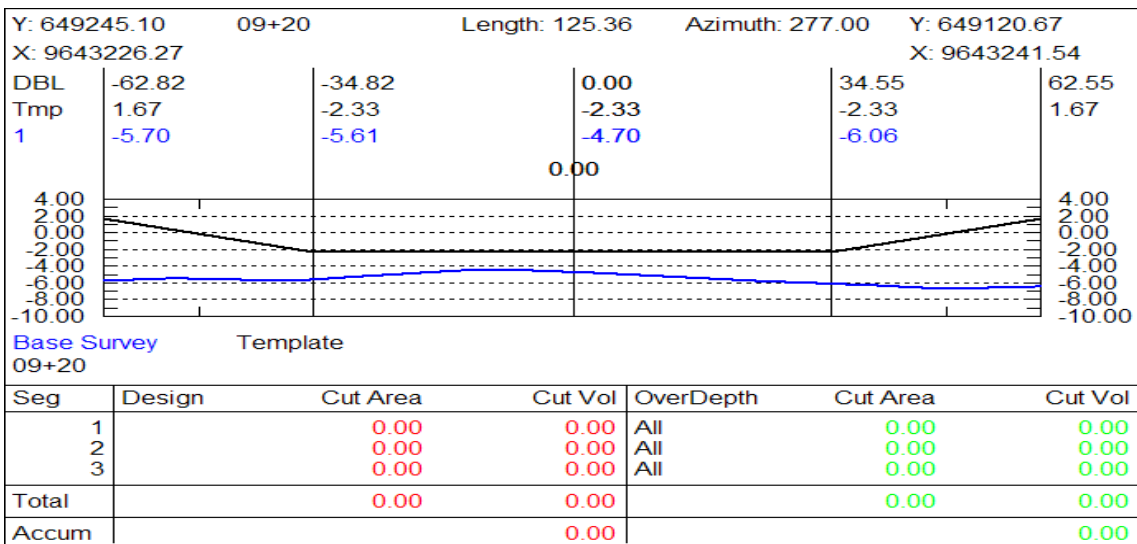 Y: 649245.10 09+20 Length: 125.36 Azimuth: 277.00 Y: 649120.67
X: 9643226.27 X: 9643241.54
DBL -62.82 -34.82 0.00 34.55 62.55
Tmp 1.67 -2.33 -2.33 -2.33 1.67
1 -5.70 -5.61 -4.70 -6.06
0.00
4.00 4.00
2.00 2.00
0.00 0.00
-2.00 -2.00
-4.00 -4.00
-6.00 -6.00
-8.00 -8.00
-10.00 -10.00
Base Survey Template
09+20
Seg Design Cut Area Cut Vol OverDepth Cut Area Cut Vol
1 0.00 0.00 All 0.00 0.00
2 0.00 0.00 All 0.00 0.00
3 0.00 0.00 All 0.00 0.00
Total 0.00 0.00 0.00 0.00
Accum 0.00 0.00